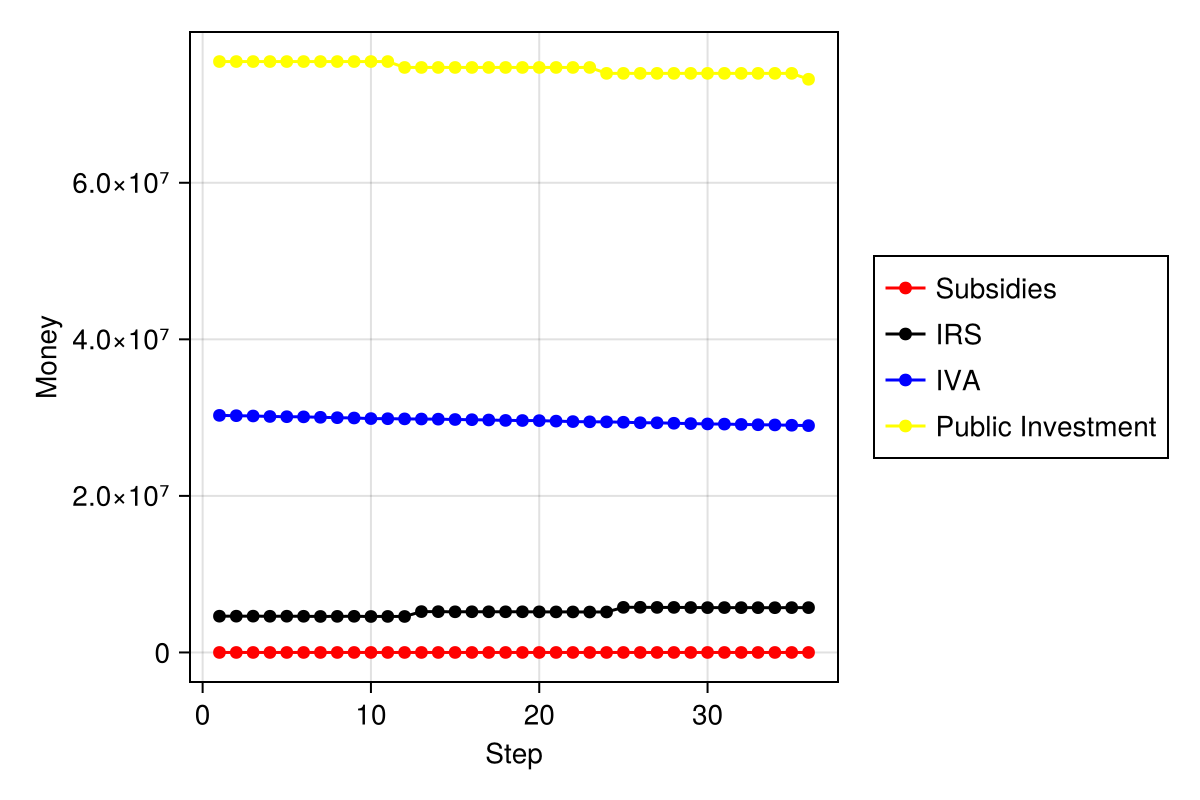 6.0×10⁷
4.0×10⁷
2.0×10⁷
0
Money
0 10 20 30
Step
Subsidies
IRS
IVA
Public Investment